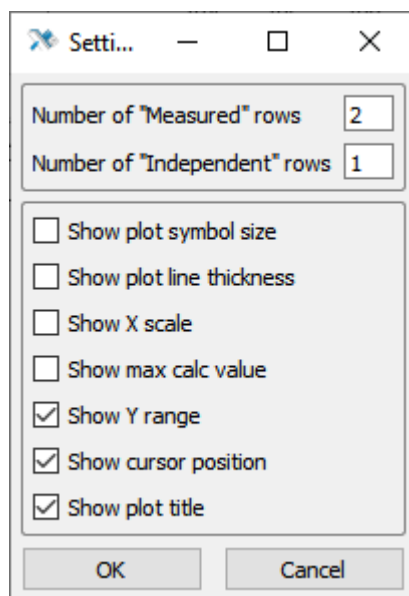 Setti...
Number of "Measured" rows 2
Number of "Independent" rows 1
Show plot symbol size
Show plot line thickness
Show X scale
Show max calc value
Show Y range
Show cursor position
Show plot title
OK Cancel